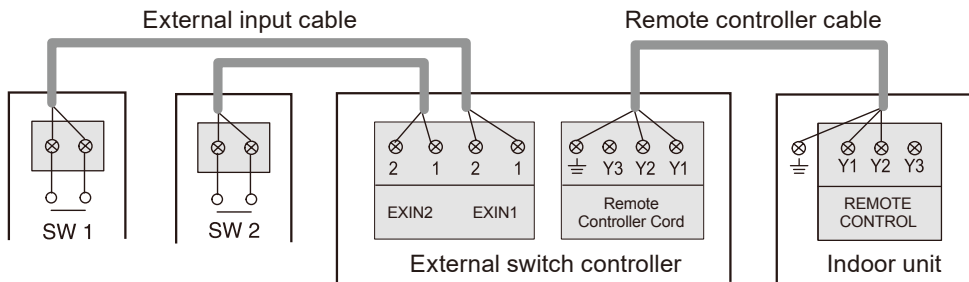 External input cable
Remote controller cable
2 1 2 1
Y3 Y2 Y1
Y1 Y2 Y3
EXIN2 EXIN1
Remote
Controller Cord
REMOTE
CONTROL
SW 1
SW 2
External switch controller
Indoor unit